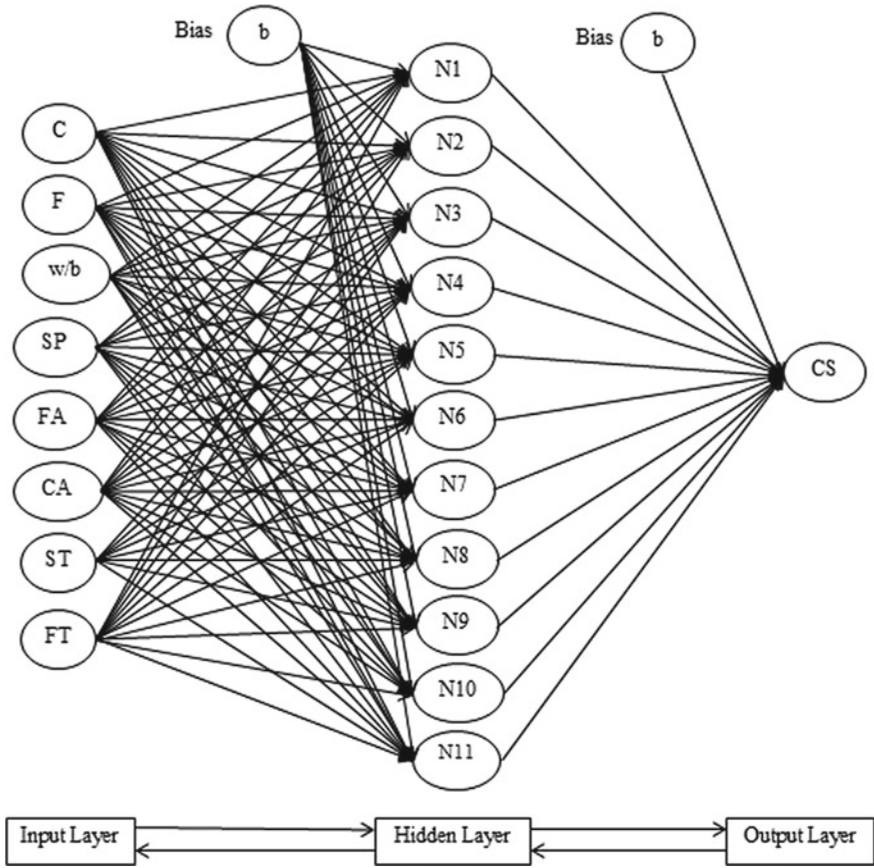 Bias
b
Bias
b
C
F
w/b
SP
FA
CA
ST
FT
N1
N2
N3
N4
N5
N6
N7
N8
N9
N10
N11
CS
Input Layer
Hidden Layer
Output Layer